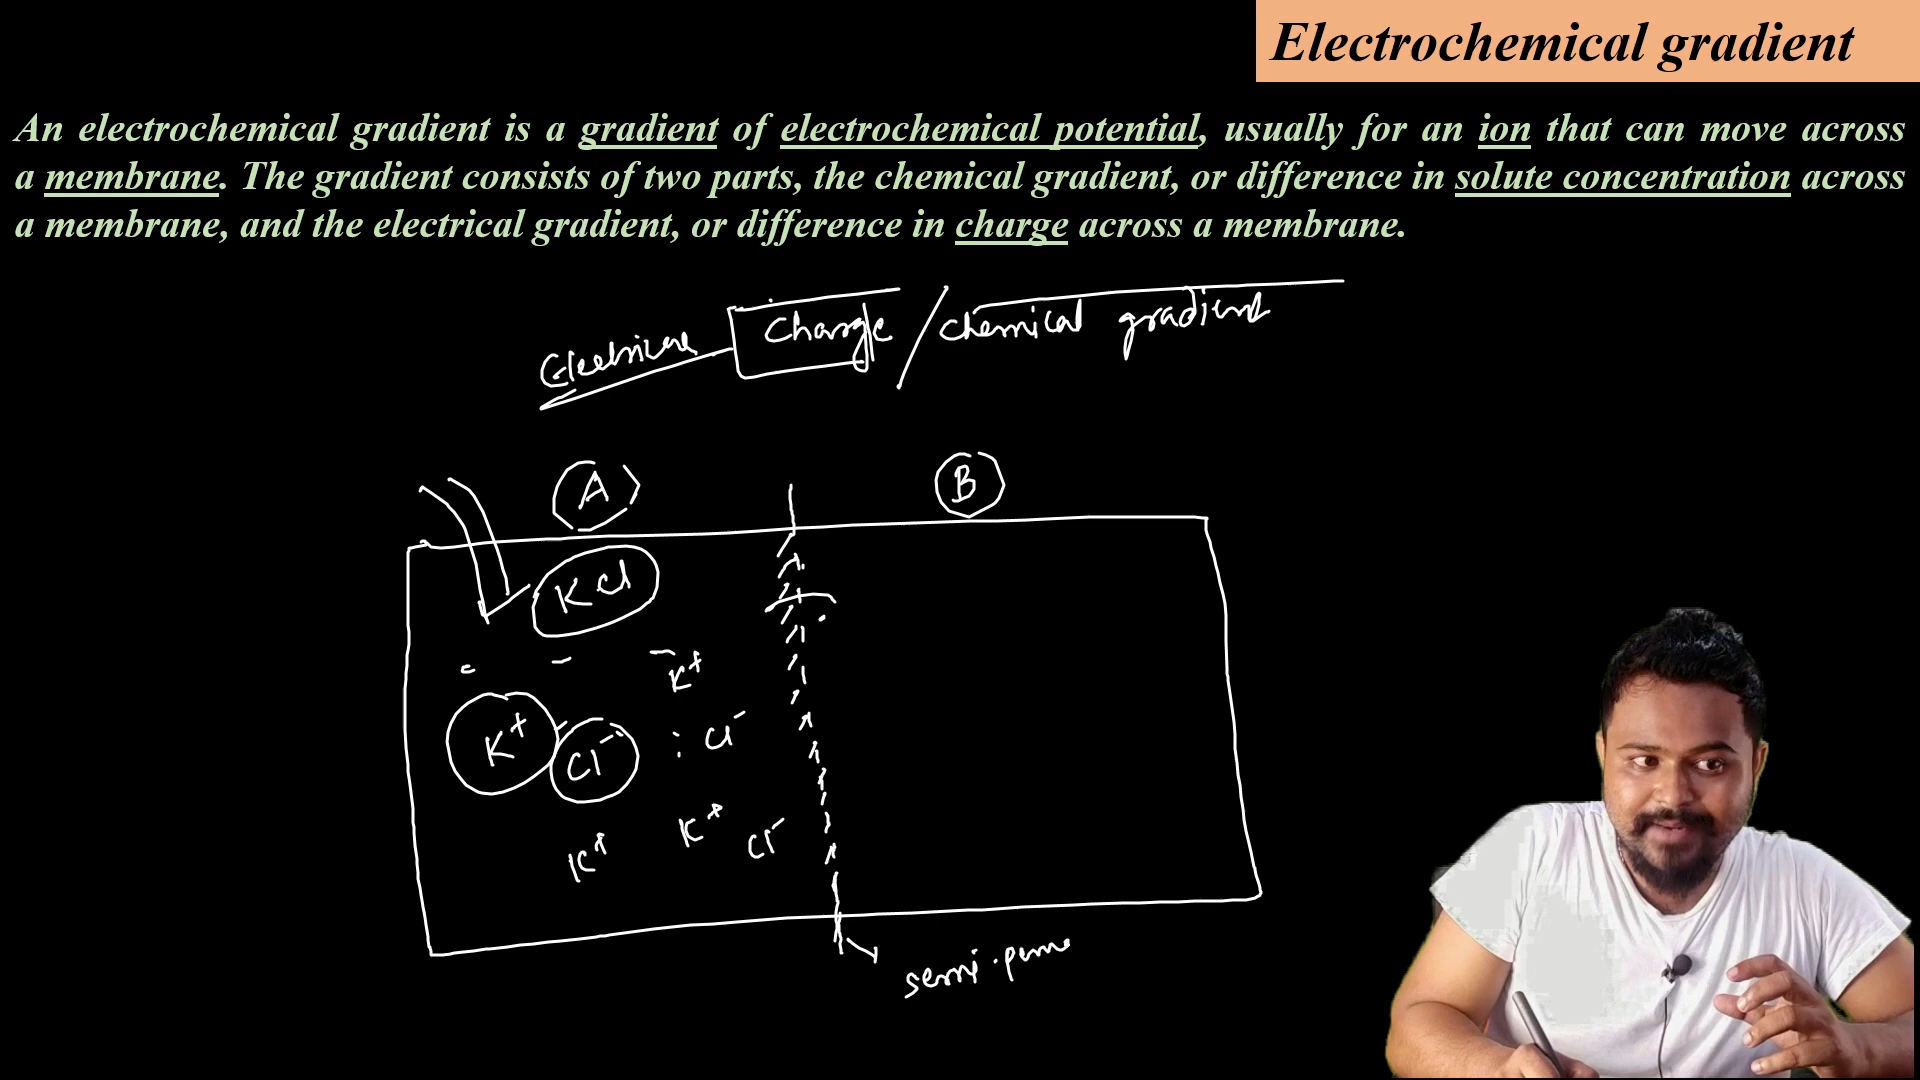 Electrochemical gradient
An electrochemical gradient is a gradient of electrochemical potential, usually for an ion that can move across
a membrane. The gradient consists of two parts, the chemical gradient, or difference in solute concentration across
a membrane, and the electrical gradient, or difference in charge across a membrane.
Charge / chemical gradient
A
B
KCl
K+
K+ Cl-
Cl-
K+ K+ Cl-
semi.